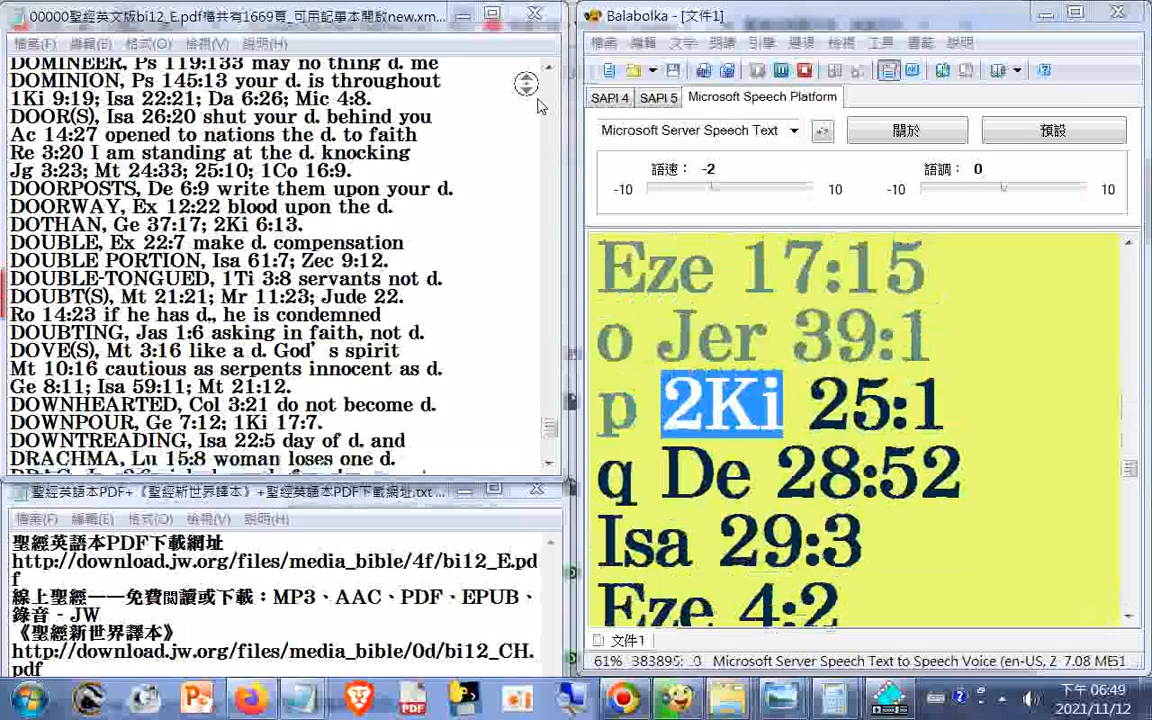 00000聖經英文版bi12_E.pdf檔共有1669頁_可用記事本開啟new.xm...
檔案(F) 編輯(E) 格式(O) 檢視(V) 說明(H)
DOMINEER, Ps 119:133 may no thing d. me
DOMINION, Ps 145:13 your d. is throughout
1Ki 9:19; Isa 22:21; Da 6:26; Mic 4:8.
DOOR(S), Isa 26:20 shut your d. behind you
Ac 14:27 opened to nations the d. to faith
Re 3:20 I am standing at the d. knocking
Jg 3:23; Mt 24:33; 25:10; 1Co 16:9.
DOORPOSTS, De 6:9 write them upon your d.
DOORWAY, Ex 12:22 blood upon the d.
DOTHAN, Ge 37:17; 2Ki 6:13.
DOUBLE, Ex 22:7 make d. compensation
DOUBLE PORTION, Isa 61:7; Zec 9:12.
DOUBLE-TONGUED, 1Ti 3:8 servants not d.
DOUBT(S), Mt 21:21; Mr 11:23; Jude 22.
Ro 14:23 if he has d., he is condemned
DOUBTING, Jas 1:6 asking in faith, not d.
DOVE(S), Mt 3:16 like a d. God’s spirit
Mt 10:16 cautious as serpents innocent as d.
Ge 8:11; Isa 59:11; Mt 21:12.
DOWNHEARTED, Col 3:21 do not become d.
DOWNPOUR, Ge 7:12; 1Ki 17:7.
DOWNTREADING, Isa 22:5 day of d. and
DRACHMA, Lu 15:8 woman loses one d.
聖經英語本PDF+《聖經新世界譯本》+聖經英語本PDF下載網址.txt ...
檔案(F) 編輯(E) 格式(O) 檢視(V) 說明(H)
聖經英語本PDF下載網址
http://download.jw.org/files/media_bible/4f/bi12_E.pd
f
線上聖經──免費閱讀或下載：MP3、AAC、PDF、EPUB、
錄音 - JW
《聖經新世界譯本》
http://download.jw.org/files/media_bible/0d/bi12_CH.
pdf
Balabolka - [文件1]
檔案 編輯 文字 朗讀 引擎 選項 檢視 工具 書籤 說明
SAPI 4 SAPI 5 Microsoft Speech Platform
Microsoft Server Speech Text 關於 預設
語速： -2 語調： 0
-10 10 -10 10
Eze 17:15
o Jer 39:1
p 2Ki 25:1
q De 28:52
Isa 29:3
Eze 4:2
文件1
61% 383895: 0 Microsoft Server Speech Text to Speech Voice (en-US, Z 7.08 MB
PDF
下午 06:49
2021/11/12